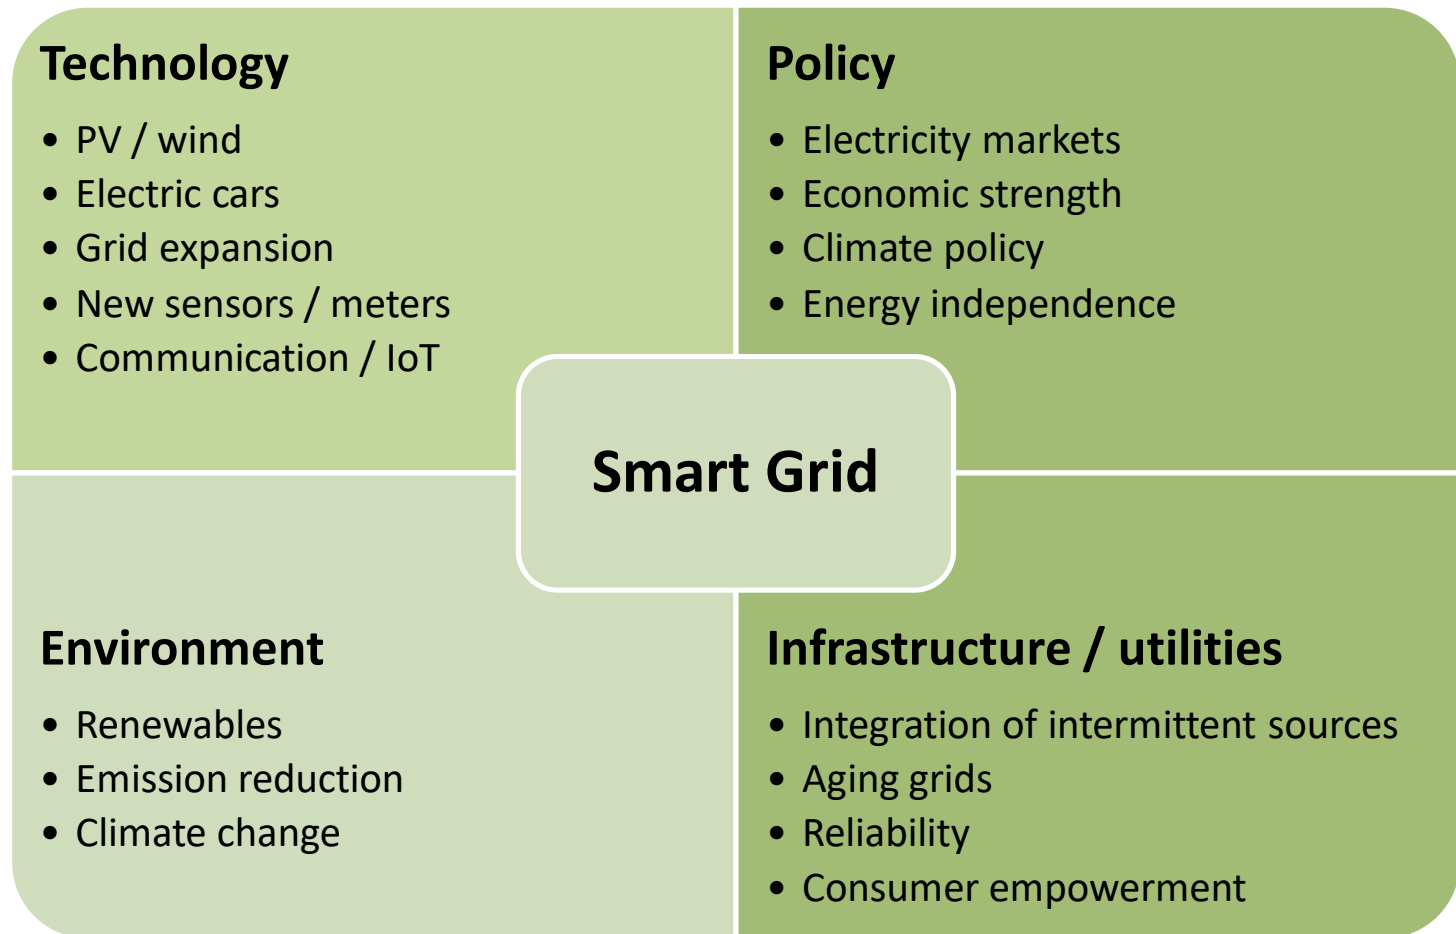 Technology
• PV / wind
• Electric cars
• Grid expansion
• New sensors / meters
• Communication / IoT
Policy
• Electricity markets
• Economic strength
• Climate policy
• Energy independence
Smart Grid
Environment
• Renewables
• Emission reduction
• Climate change
Infrastructure / utilities
• Integration of intermittent sources
• Aging grids
• Reliability
• Consumer empowerment